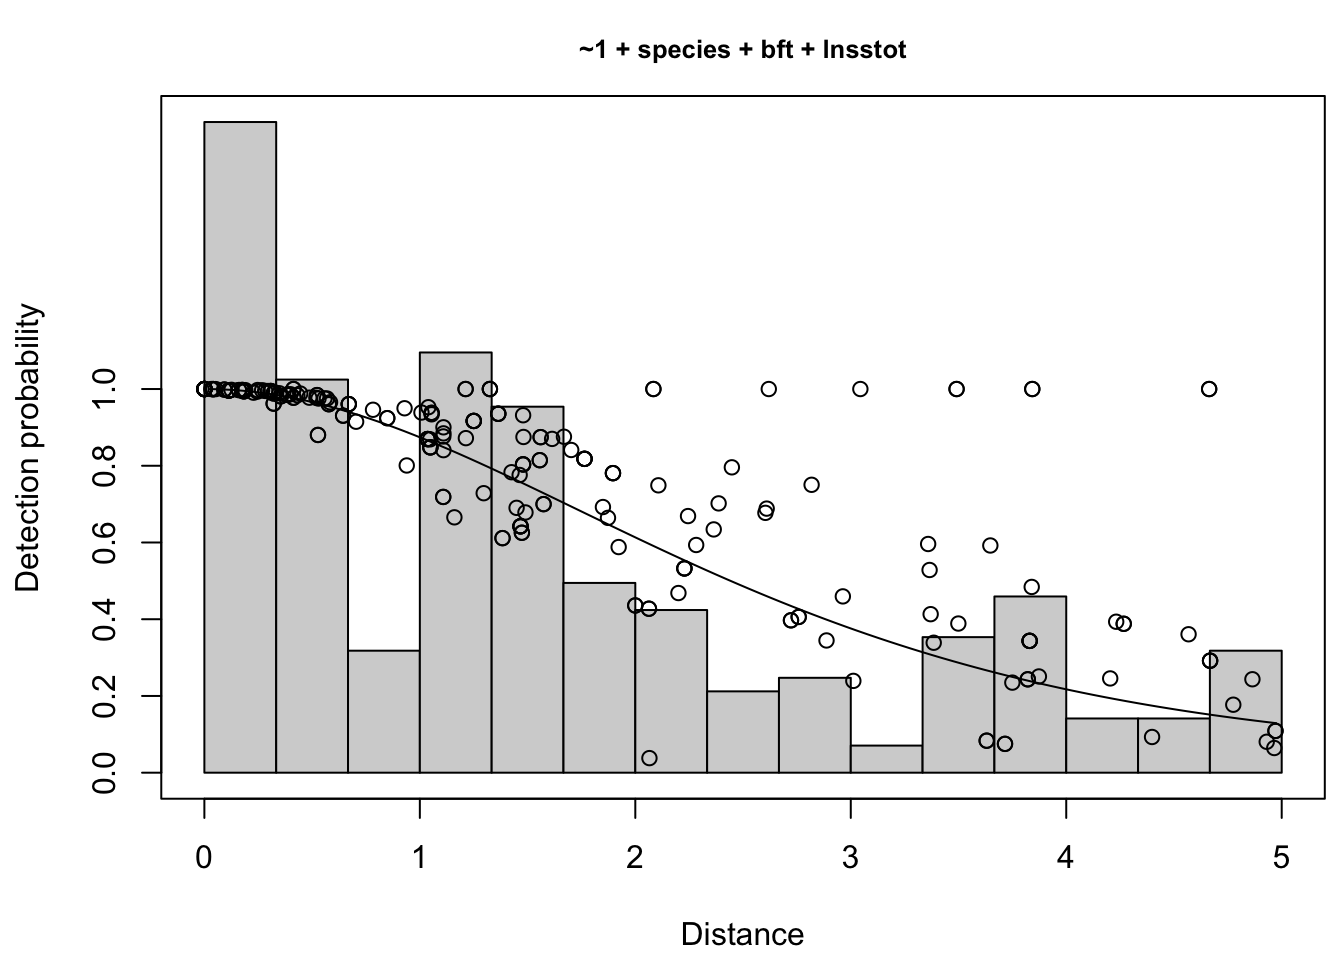 ~1 + species + bft + lnsstot
Detection probability
1.0
0.8
0.6
0.4
0.2
0.0
0 1 2 3 4 5
Distance